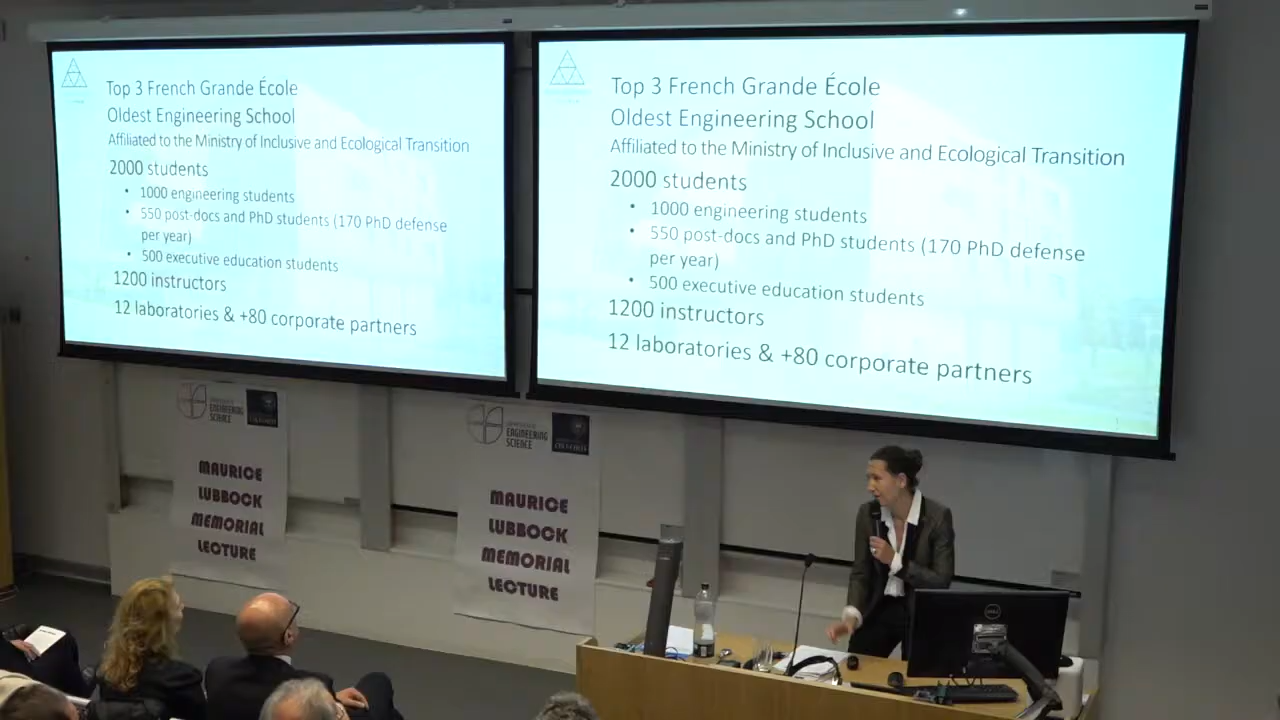 Top 3 French Grande École
Oldest Engineering School
Affiliated to the Ministry of Inclusive and Ecological Transition
2000 students
• 1000 engineering students
• 550 post-docs and PhD students (170 PhD defense
per year)
• 500 executive education students
1200 instructors
12 laboratories & +80 corporate partners
Top 3 French Grande École
Oldest Engineering School
Affiliated to the Ministry of Inclusive and Ecological Transition
2000 students
• 1000 engineering students
• 550 post-docs and PhD students (170 PhD defense
per year)
• 500 executive education students
1200 instructors
12 laboratories & +80 corporate partners
ENGINEERING
SCIENCE
MAURICE
LUBBOCK
MEMORIAL
LECTURE
ENGINEERING
SCIENCE
OXFORD
MAURICE
LUBBOCK
MEMORIAL
LECTURE
DELL